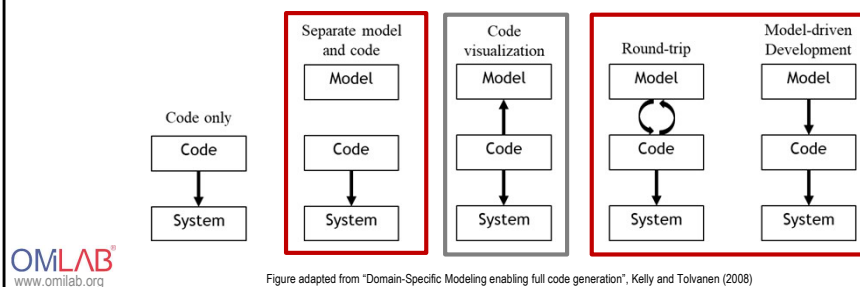 Code only
Code
System
Separate model
and code
Model
Code
System
Code
visualization
Model
Code
System
Round-trip
Model
Code
System
Model-driven
Development
Model
Code
System
OMiLAB®
www.omilab.org
Figure adapted from “Domain-Specific Modeling enabling full code generation”, Kelly and Tolvanen (2008)